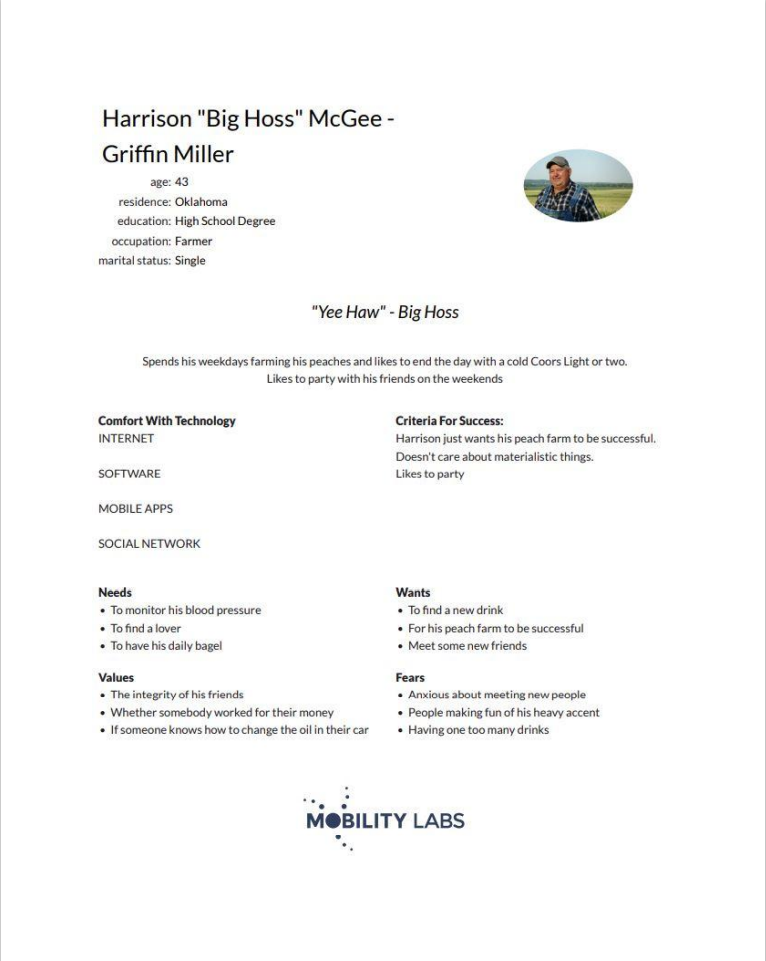 Harrison "Big Hoss" McGee -
Griffin Miller
age: 43
residence: Oklahoma
education: High School Degree
occupation: Farmer
marital status: Single
"Yee Haw" - Big Hoss
Spends his weekdays farming his peaches and likes to end the day with a cold Coors Light or two.
Likes to party with his friends on the weekends
Comfort With Technology
INTERNET
SOFTWARE
MOBILE APPS
SOCIAL NETWORK
Criteria For Success:
Harrison just wants his peach farm to be successful.
Doesn't care about materialistic things.
Likes to party
Needs
• To monitor his blood pressure
• To find a lover
• To have his daily bagel
Wants
• To find a new drink
• For his peach farm to be successful
• Meet some new friends
Values
• The integrity of his friends
• Whether somebody worked for their money
• If someone knows how to change the oil in their car
Fears
• Anxious about meeting new people
• People making fun of his heavy accent
• Having one too many drinks
MOBILITY LABS